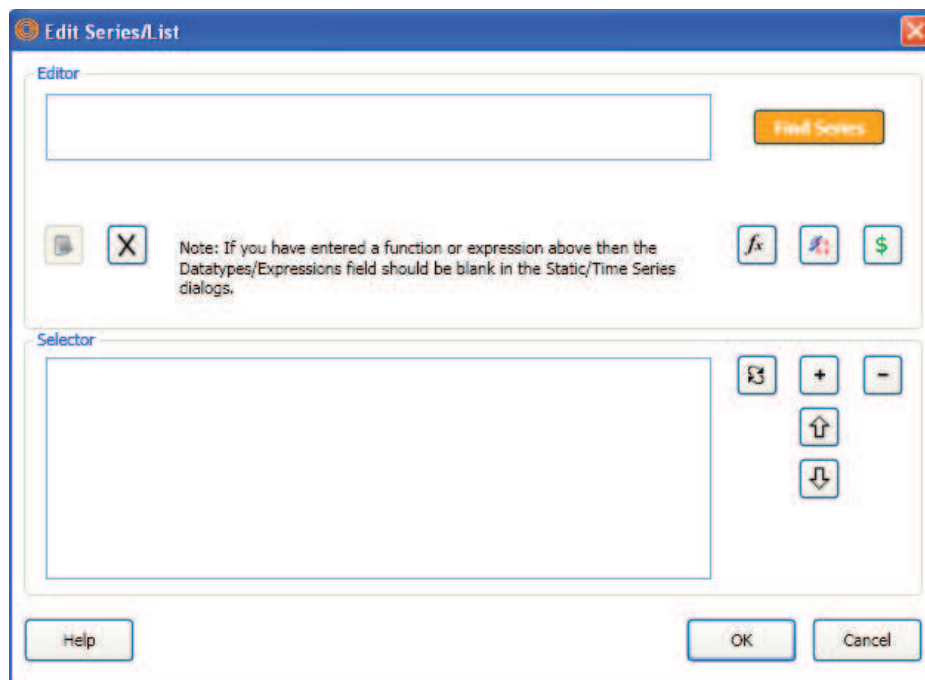 Edit Series/List
Editor
Find Series
X
Note: If you have entered a function or expression above then the
Datatypes/Expressions field should be blank in the Static/Time Series
dialogs.
fx
$
Selector
+
-
Help
OK
Cancel